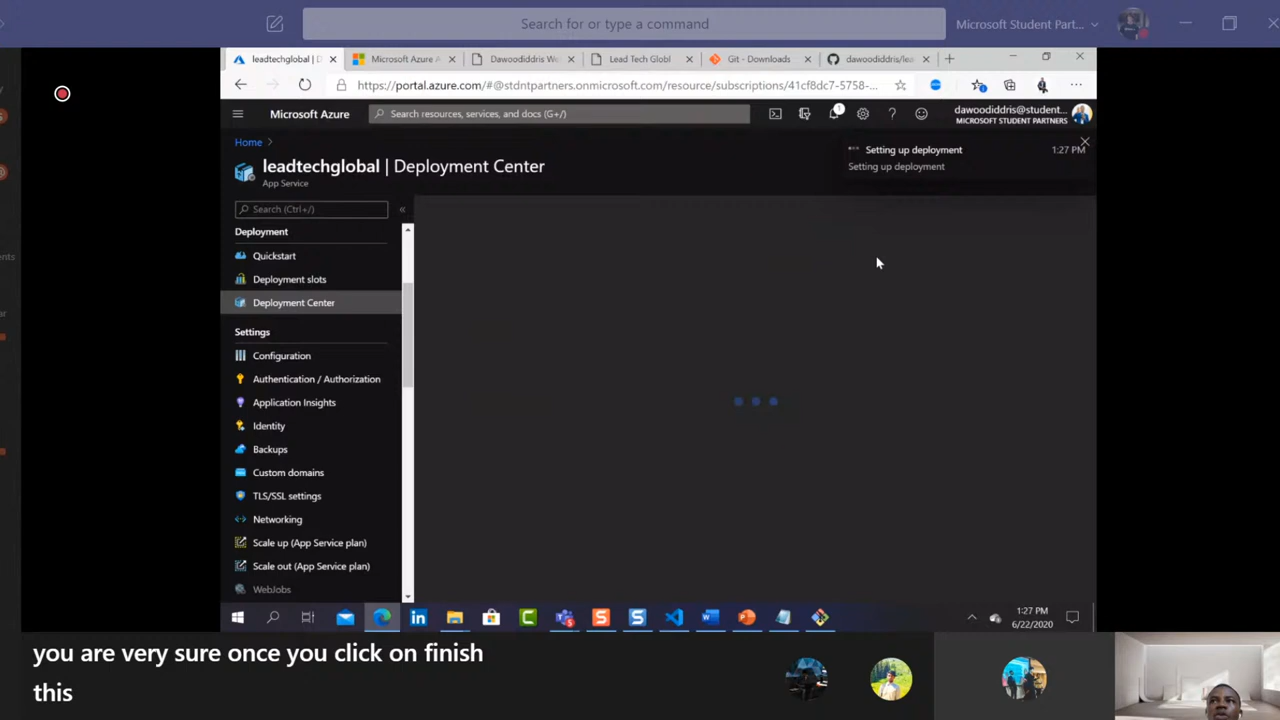 Search for or type a command
Microsoft Student Part...
leadtechglobal | D
Microsoft Azure A
Dawooddidris Wo
Lead Tech Globl
Git - Downloads
dawooddidris/lea
https://portal.azure.com/#@stdntpartners.onmicrosoft.com/resource/subscriptions/41cf8dc7-5758-...
Microsoft Azure
Search resources, services, and docs (G+/)
1
dawoodiddris@student...
MICROSOFT STUDENT PARTNERS
Home
Setting up deployment
1:27 PM
Setting up deployment
leadtechglobal | Deployment Center
App Service
Search (Ctrl+/)
«
Deployment
Quickstart
Deployment slots
Deployment Center
Settings
Configuration
Authentication / Authorization
Application Insights
Identity
Backups
Custom domains
TLS/SSL settings
Networking
Scale up (App Service plan)
Scale out (App Service plan)
WebJobs
1:27 PM
6/22/2020
you are very sure once you click on finish
this